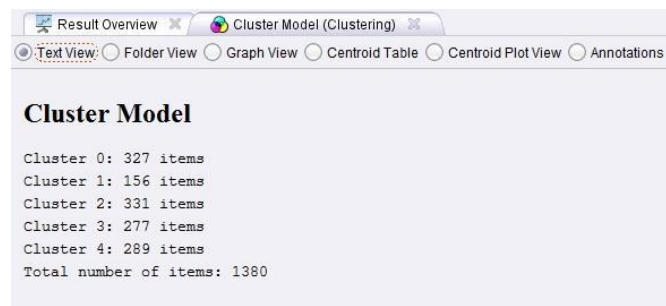 Result Overview Cluster Model (Clustering)
Text View Folder View Graph View Centroid Table Centroid Plot View Annotations
Cluster Model
Cluster 0: 327 items
Cluster 1: 156 items
Cluster 2: 331 items
Cluster 3: 277 items
Cluster 4: 289 items
Total number of items: 1380